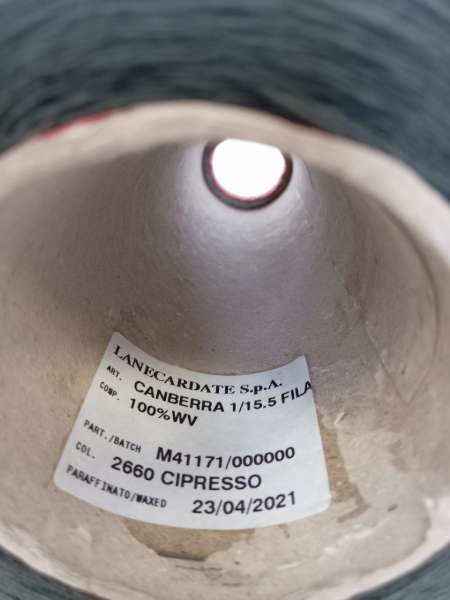 LANECARDATE S.p.A.
ART. CANBERRA 1/15.5 FILA
COMP. 100%WV
PART./BATCH M41171/000000
COL. 2660 CIPRESSO
PARAFFINATO/WAXED 23/04/2021